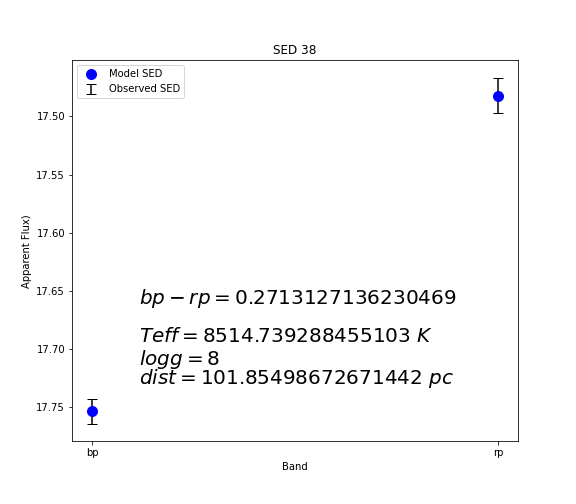 SED 38
Model SED
Observed SED
17.50
17.55
17.60
17.65
17.70
17.75
Apparent Flux)
bp − rp = 0.2713127136230469
Teff = 8514.739288455103 K
logg = 8
dist = 101.85498672671442 pc
bp
rp
Band